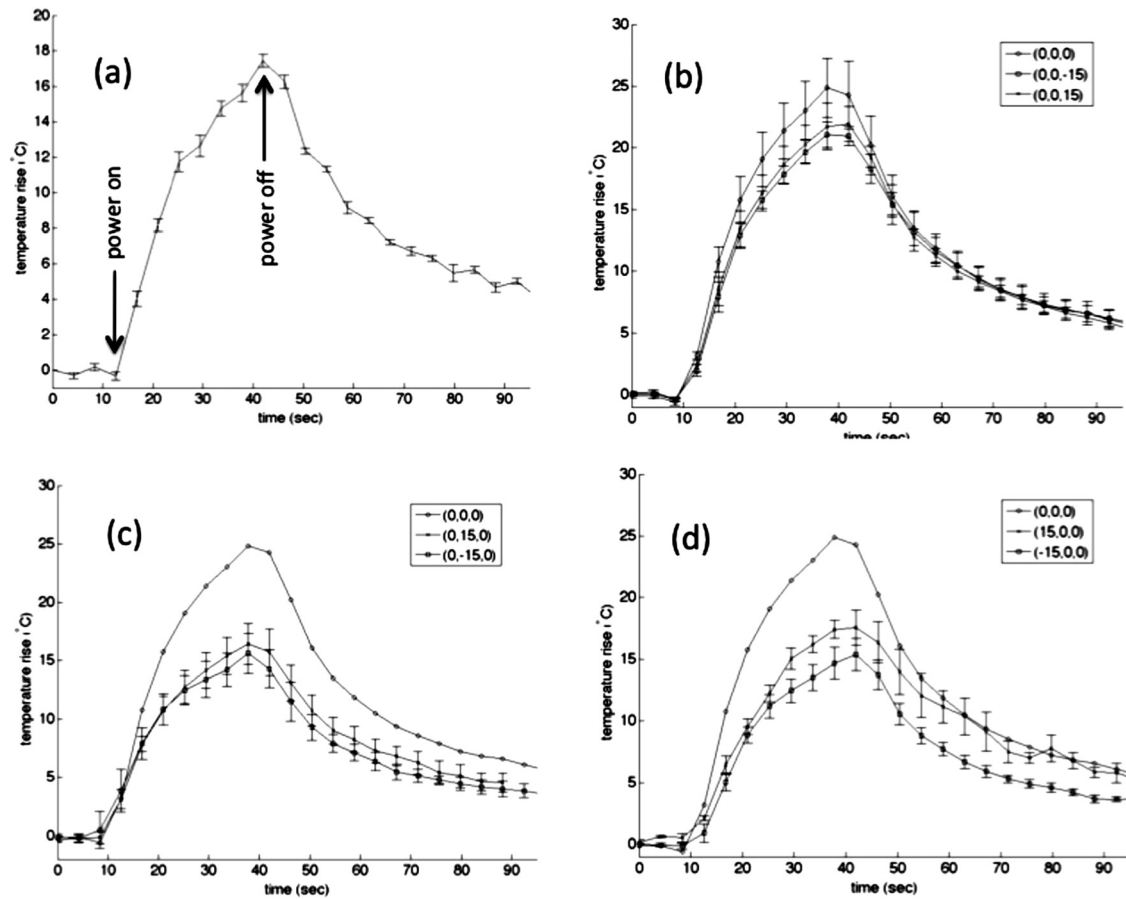 (a)
power on
power off
temperature rise (°C)
20
18
16
14
12
10
8
6
4
2
0
0 10 20 30 40 50 60 70 80 90
time (sec)
(b)
(0,0,0)
(0,0,-15)
(0,0,15)
temperature rise (°C)
30
25
20
15
10
5
0
0 10 20 30 40 50 60 70 80 90
time (sec)
(c)
(0,0,0)
(0,15,0)
(0,-15,0)
temperature rise (°C)
30
25
20
15
10
5
0
0 10 20 30 40 50 60 70 80 90
time (sec)
(d)
(0,0,0)
(15,0,0)
(-15,0,0)
temperature rise (°C)
30
25
20
15
10
5
0
0 10 20 30 40 50 60 70 80 90
time (sec)